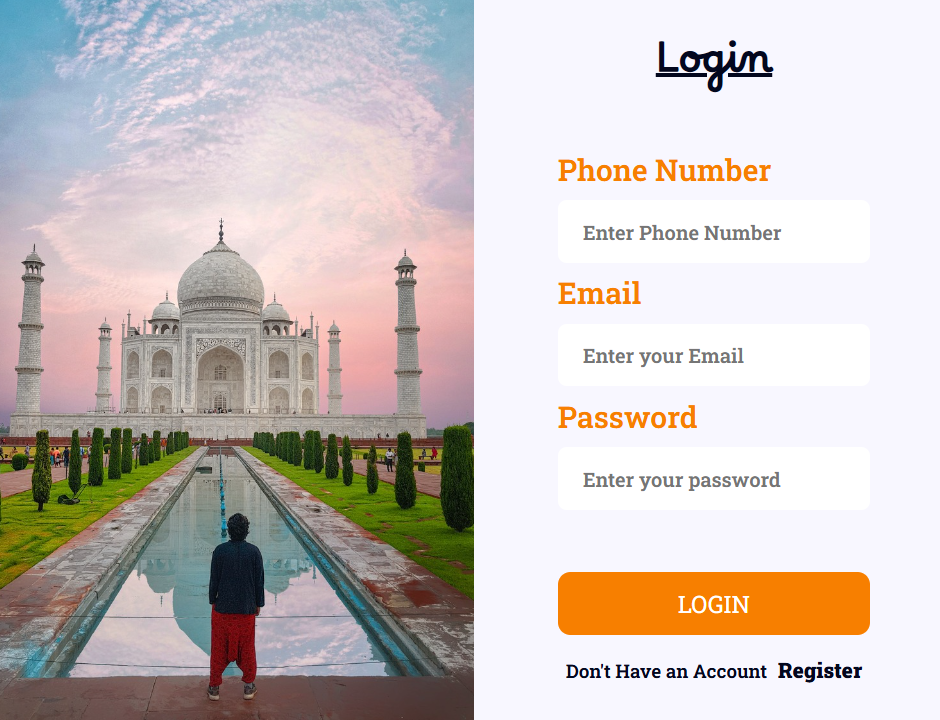 Login
Phone Number
Enter Phone Number
Email
Enter your Email
Password
Enter your password
LOGIN
Don't Have an Account Register